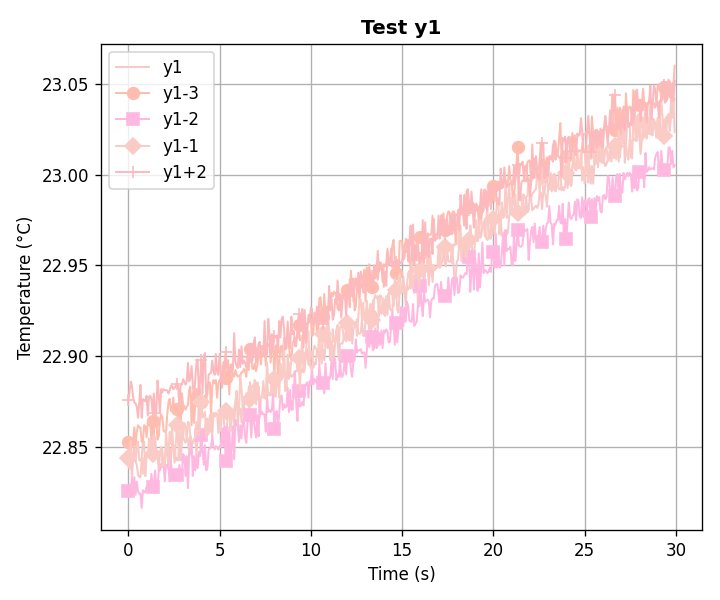 Test y1
y1
y1-3
y1-2
y1-1
y1+2
23.05
23.00
22.95
22.90
22.85
Temperature (°C)
0 5 10 15 20 25 30
Time (s)